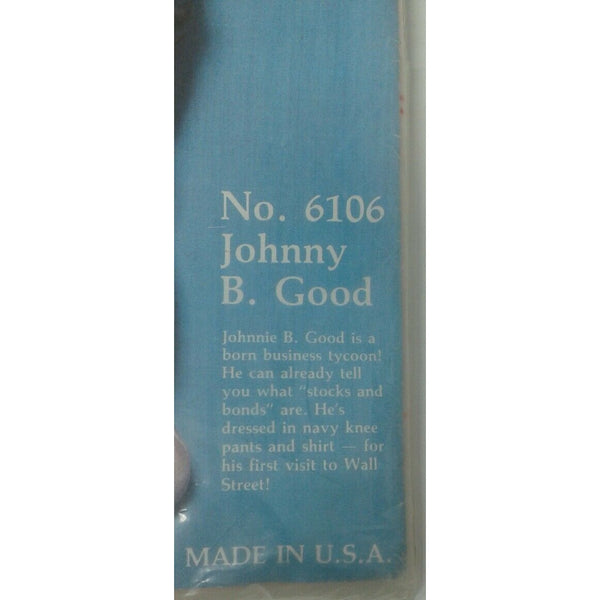 No. 6106
Johnny
B. Good
Johnnie B. Good is a
born business tycoon!
He can already tell
you what "stocks and
bonds" are. He's
dressed in navy knee
pants and shirt — for
his first visit to Wall
Street!
MADE IN U.S.A.